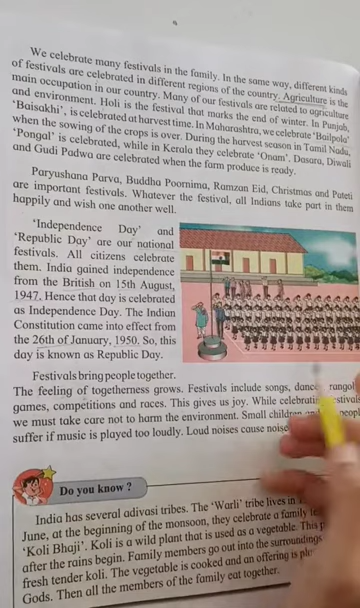 We celebrate many festivals in the family. In the same way, different kinds
of festivals are celebrated in different regions of the country. Agriculture is the
main occupation in our country. Many of our festivals are related to agriculture
and environment. Holi is the festival that marks the end of winter. In Punjab,
'Baisakhi', is celebrated at harvest time. In Maharashtra, we celebrate 'Bailpola'
when the sowing of the crops is over. During the harvest season in Tamil Nadu,
'Pongal' is celebrated, while in Kerala they celebrate 'Onam'. Dasara, Diwali
and Gudi Padwa are celebrated when the farm produce is ready.
Paryushana Parva, Buddha Poornima, Ramzan Eid, Christmas and Pateti
are important festivals. Whatever the festival, all Indians take part in them
happily and wish one another well.
'Independence Day' and
'Republic Day' are our national
festivals. All citizens celebrate
them. India gained independence
from the British on 15th August,
1947. Hence that day is celebrated
as Independence Day. The Indian
Constitution came into effect from
the 26th of January, 1950. So, this
day is known as Republic Day.
Festivals bring people together.
The feeling of togetherness grows. Festivals include songs, dance,
games, competitions and races. This gives us joy. While
we must take care not to harm the environment. Small
suffer if music is played too loudly. Loud noises cause
Do you know ?
India has several adivasi tribes. The 'Warli' tribe lives in
June, at the beginning of the monsoon, they celebrate a family
'Koli Bhaji'. Koli is a wild plant that is used as a vegetable. This
after the rains begin. Family members go out into the surroundings
fresh tender koli. The vegetable is cooked and an offering is
Gods. Then all the members of the family eat together.